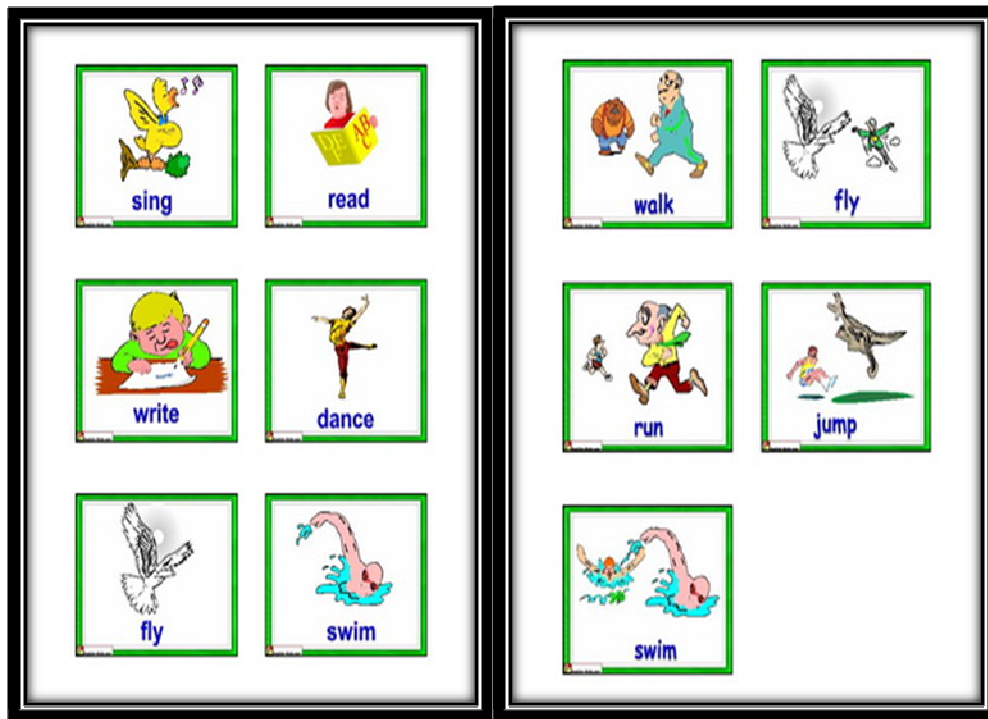 sing
read
write
dance
fly
swim
walk
fly
run
jump
swim